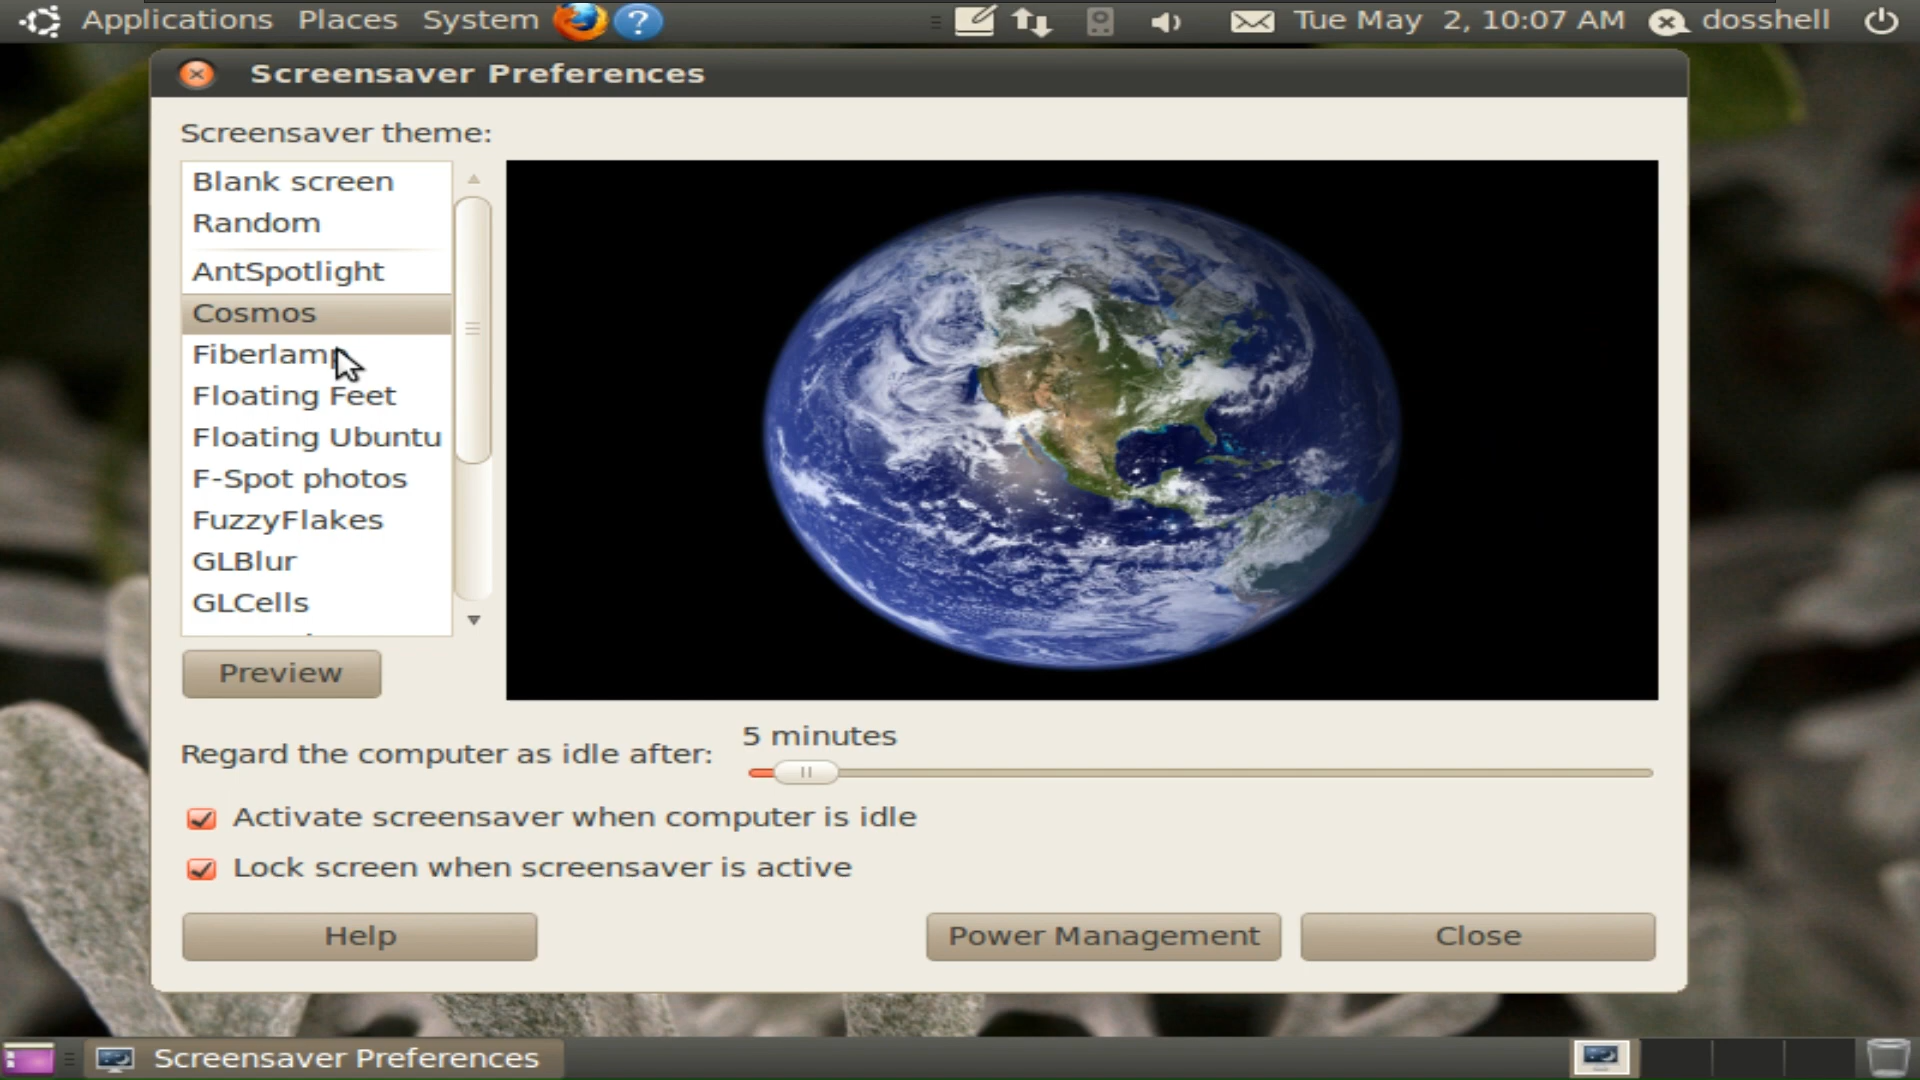 Applications Places System Tue May 2, 10:07 AM dosshell
Screensaver Preferences
Screensaver theme:
Blank screen
Random
AntSpotlight
Cosmos
Fiberlamp
Floating Feet
Floating Ubuntu
F-Spot photos
FuzzyFlakes
GLBlur
GLCells
Preview
5 minutes
Regard the computer as idle after:
Activate screensaver when computer is idle
Lock screen when screensaver is active
Help Power Management Close
Screensaver Preferences